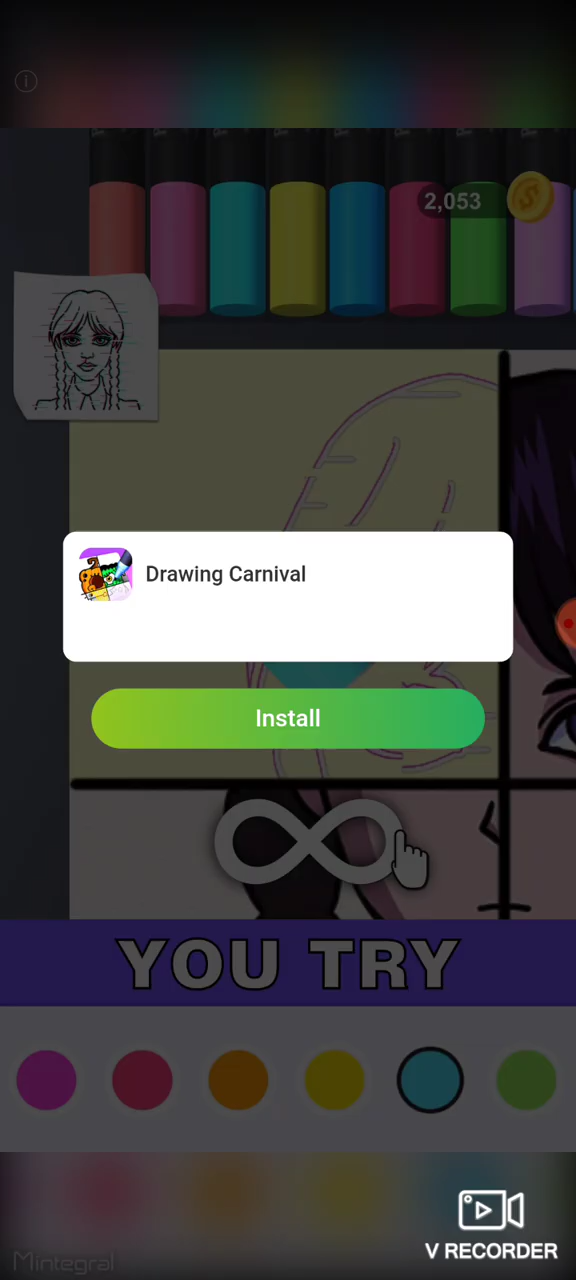 2,053
Drawing Carnival
Install
YOU TRY
V RECORDER
Mintegral